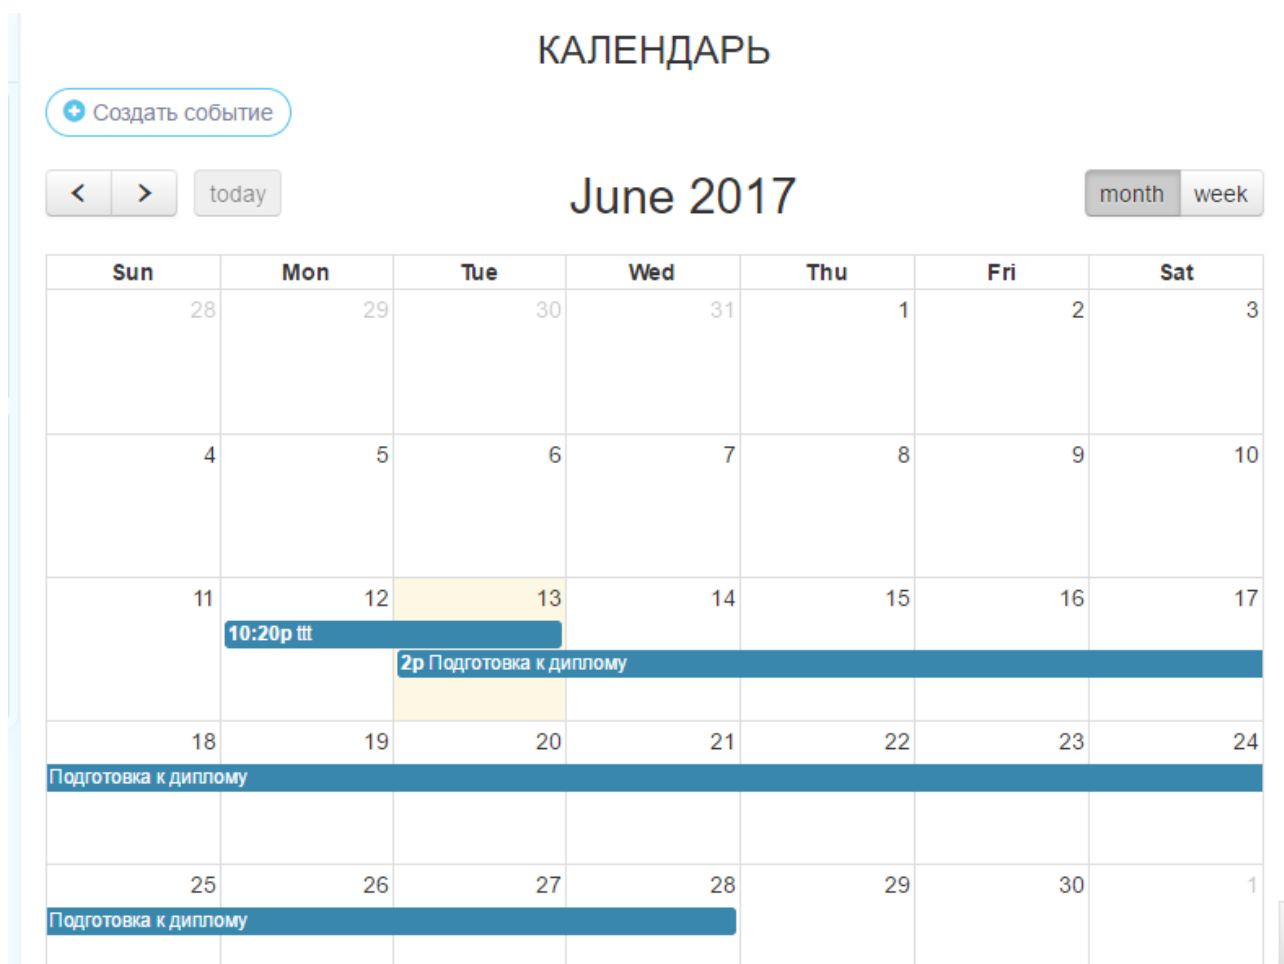 КАЛЕНДАРЬ
Создать событие
today
June 2017
month week
Sun Mon Tue Wed Thu Fri Sat
28 29 30 31 1 2 3
4 5 6 7 8 9 10
11 12 13 14 15 16 17
10:20p ttt
2p Подготовка к диплому
18 19 20 21 22 23 24
Подготовка к диплому
25 26 27 28 29 30 1
Подготовка к диплому